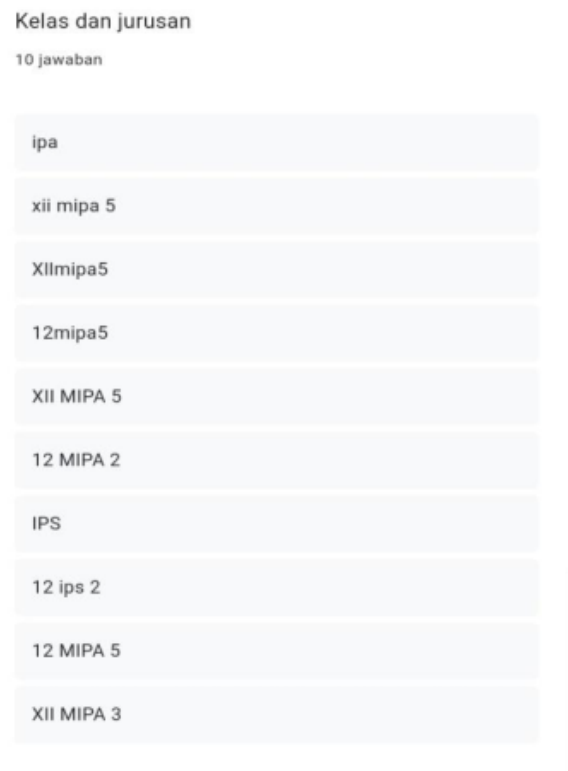 Kelas dan jurusan
10 jawaban
ipa
xii mipa 5
XIImipa5
12mipa5
XII MIPA 5
12 MIPA 2
IPS
12 ips 2
12 MIPA 5
XII MIPA 3